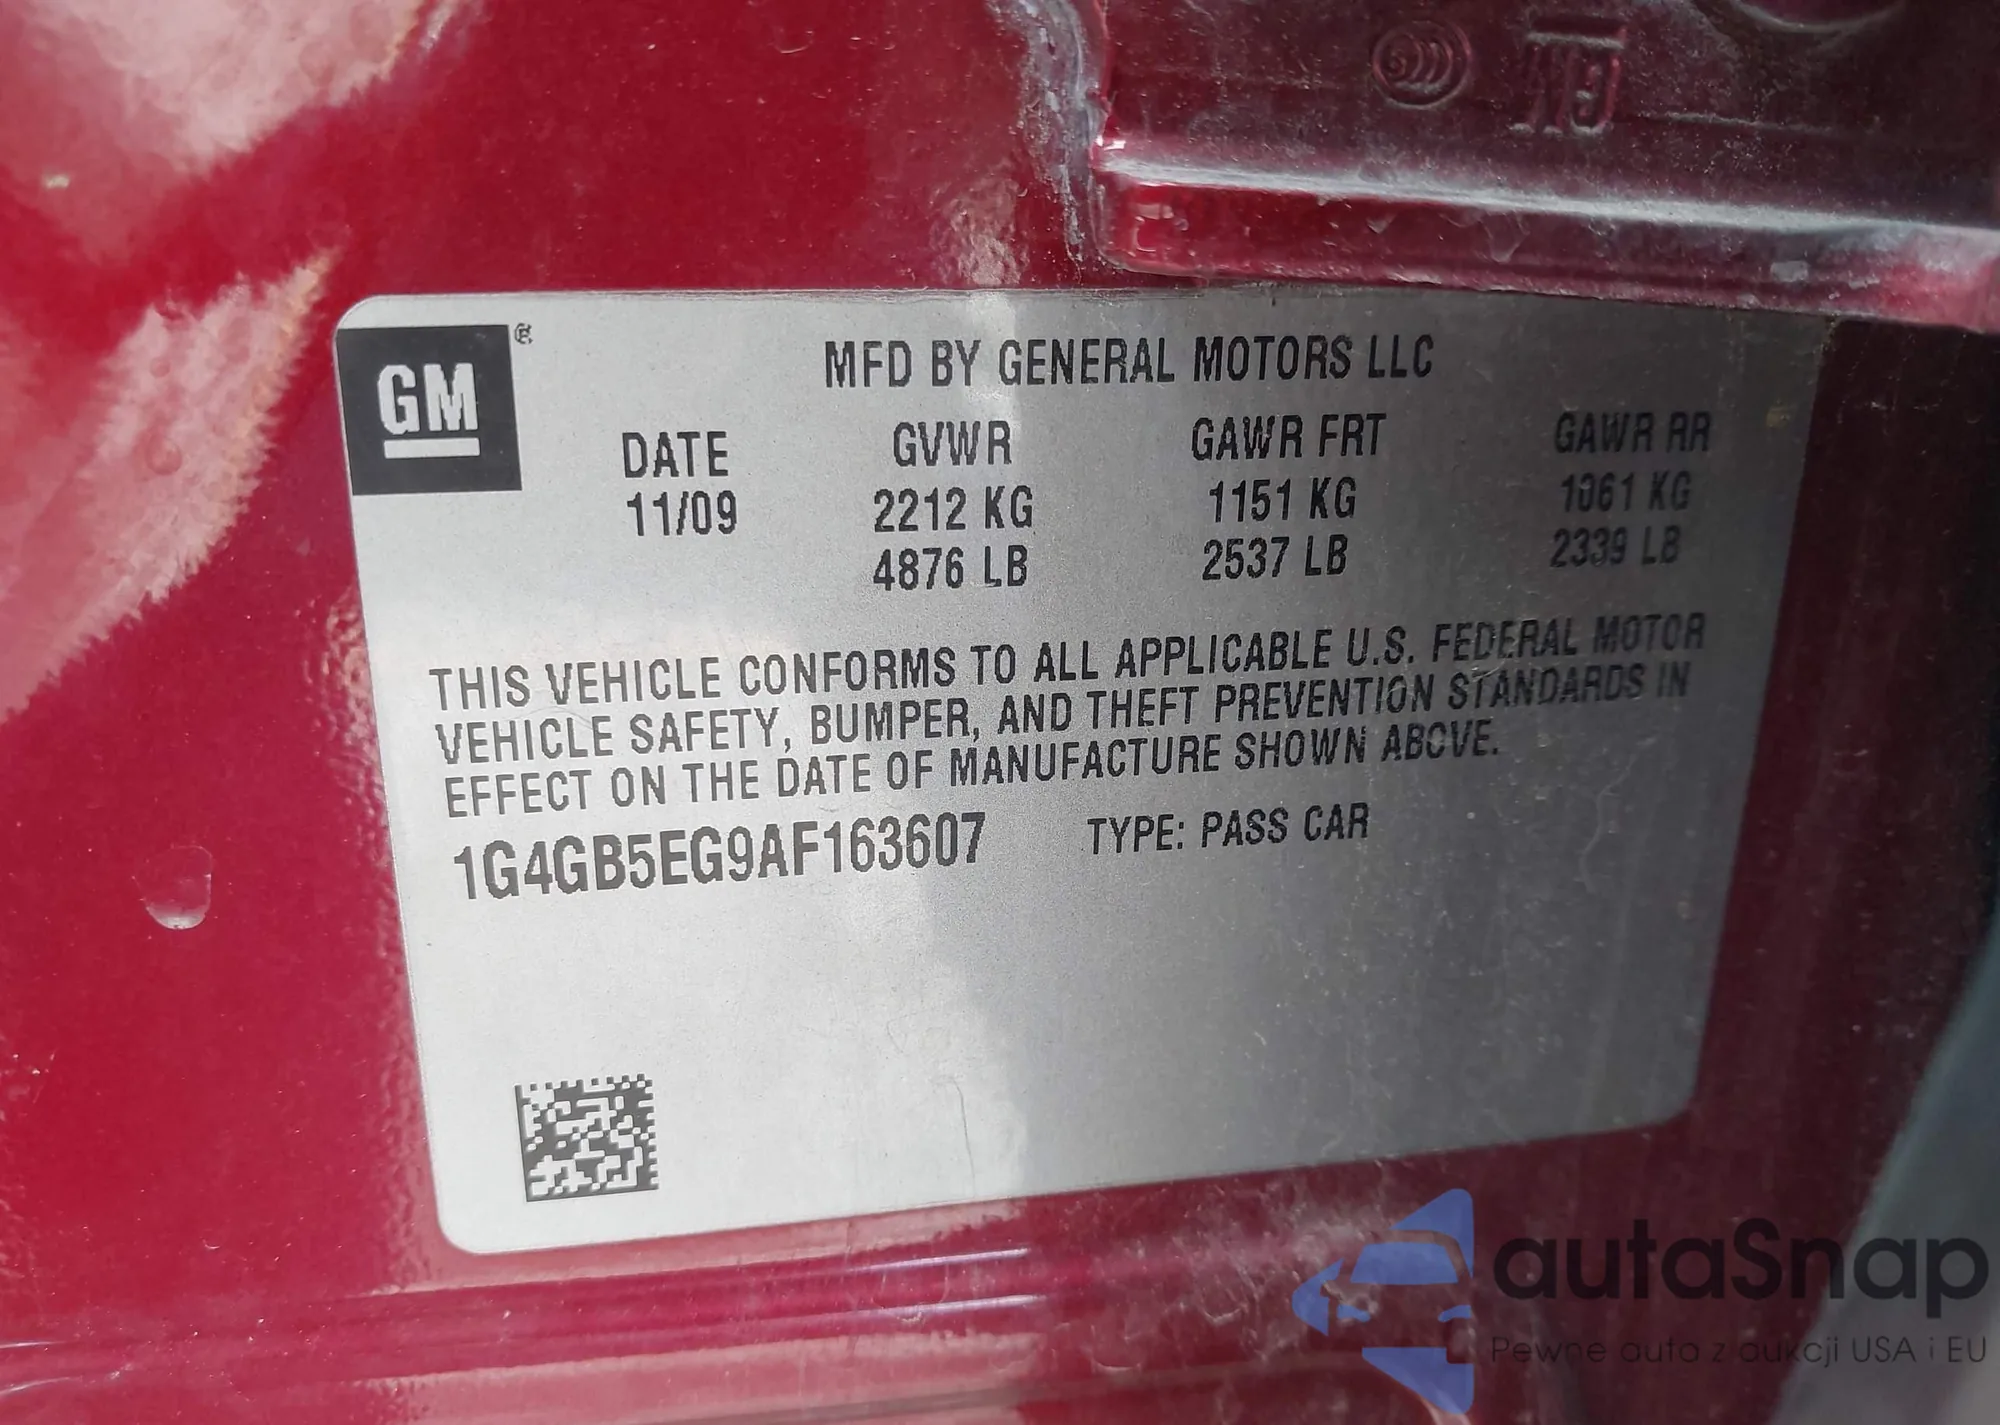 GM ®
MFD BY GENERAL MOTORS LLC
DATE GVWR GAWR FRT GAWR RR
11/09 2212 KG 1151 KG 1061 KG
4876 LB 2537 LB 2339 LB
THIS VEHICLE CONFORMS TO ALL APPLICABLE U.S. FEDERAL MOTOR
VEHICLE SAFETY, BUMPER, AND THEFT PREVENTION STANDARDS IN
EFFECT ON THE DATE OF MANUFACTURE SHOWN ABOVE.
1G4GB5EG9AF163607 TYPE: PASS CAR
autaSnap
Pewne auta z aukcji USA i EU